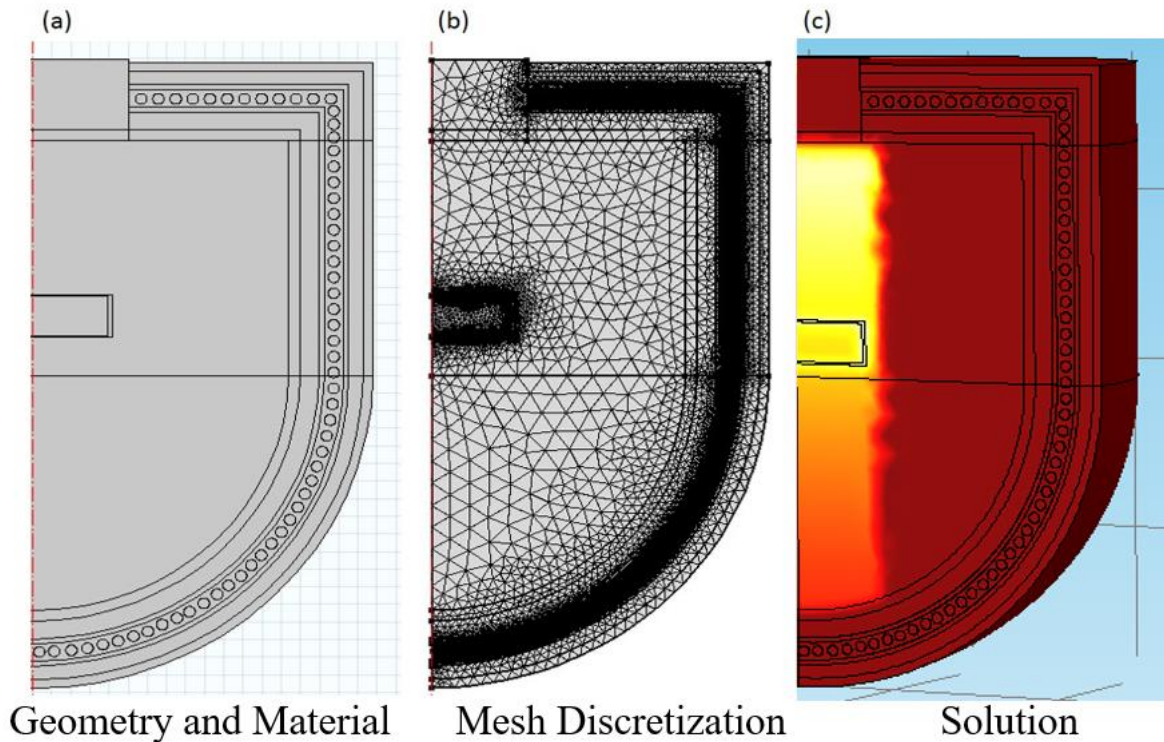 (a)
(b)
(c)
Geometry and Material
Mesh Discretization
Solution